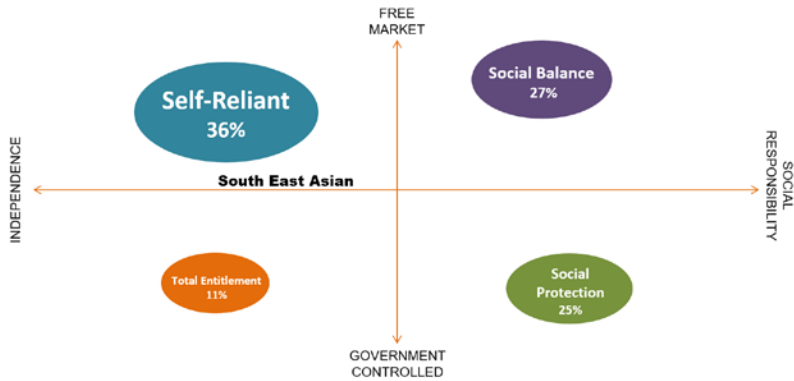 FREE
MARKET
Self-Reliant
36%
Social Balance
27%
INDEPENDENCE
South East Asian
SOCIAL
RESPONSIBILITY
Total Entitlement
11%
Social
Protection
25%
GOVERNMENT
CONTROLLED